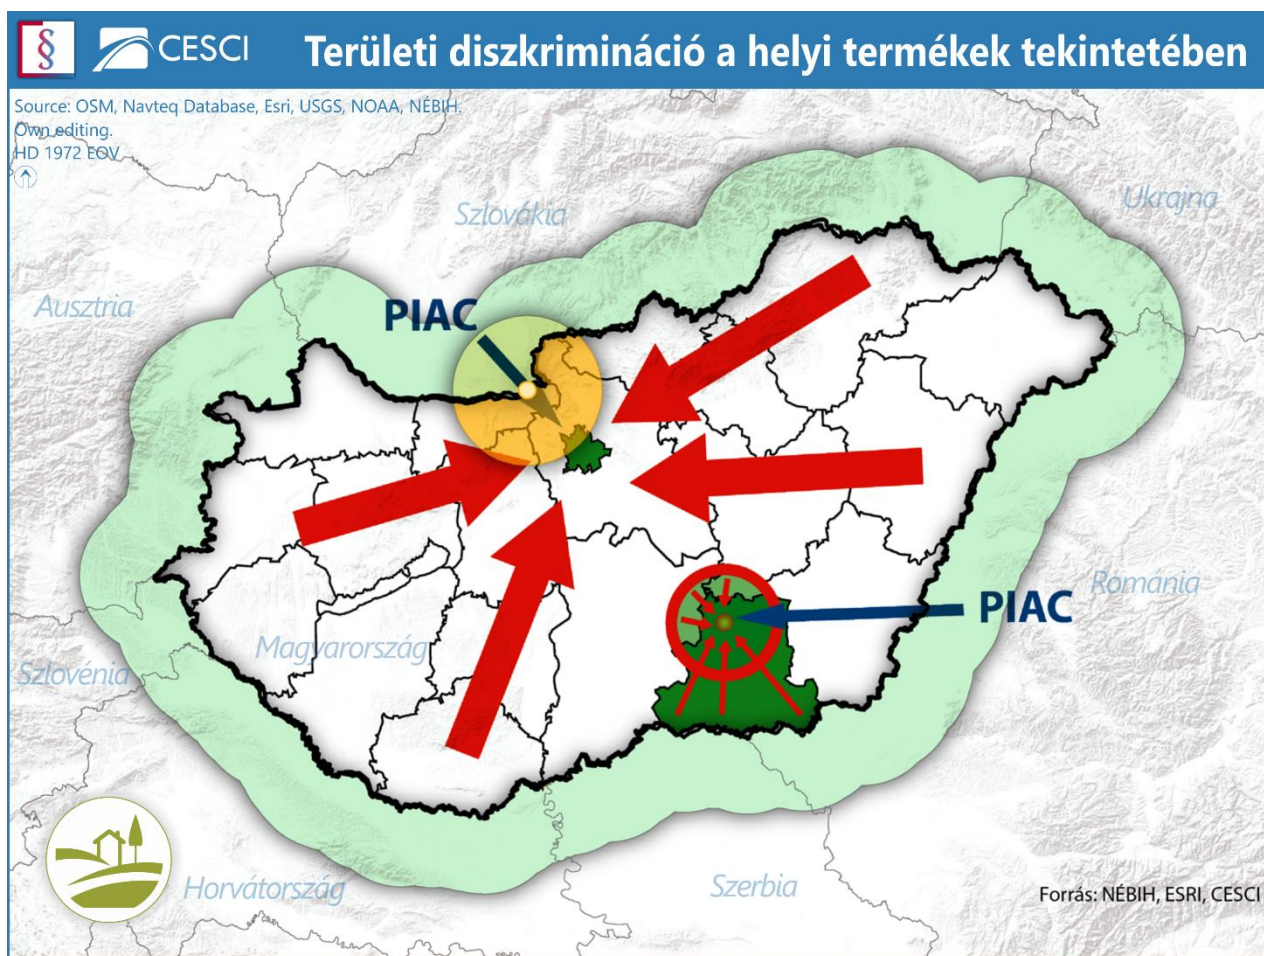 § CESCI Területi diszkrimináció a helyi termékek tekintetében
Source: OSM, Navteq Database, Esri, USGS, NOAA, NÉBIH.
Own editing.
HD 1972 EOV
Ukrajna
Szlovákia
Ausztria
PIAC
Románia
PIAC
Magyarország
Szlovénia
Horvátország
Szerbia
Forrás: NÉBIH, ESRI, CESCI